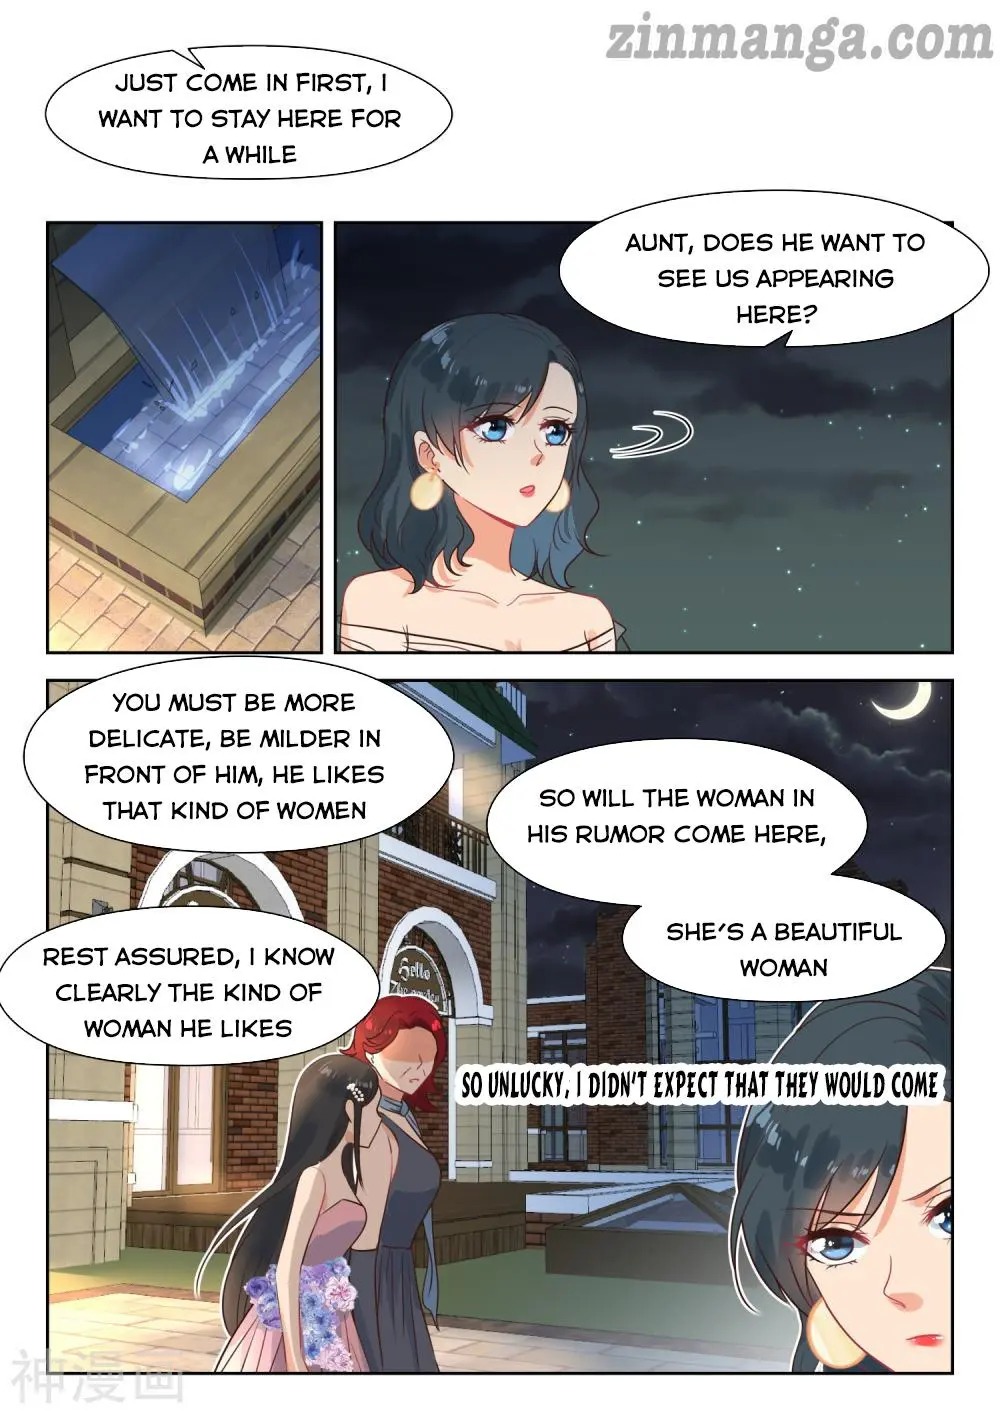 zinmanga.com
JUST COME IN FIRST, I
WANT TO STAY HERE FOR
A WHILE
AUNT, DOES HE WANT TO
SEE US APPEARING
HERE?
YOU MUST BE MORE
DELICATE, BE MILDER IN
FRONT OF HIM, HE LIKES
THAT KIND OF WOMEN
SO WILL THE WOMAN IN
HIS RUMOR COME HERE,
SHE'S A BEAUTIFUL
WOMAN
REST ASSURED, I KNOW
CLEARLY THE KIND OF
WOMAN HE LIKES
Hello
The garden
SO UNLUCKY, I DIDN'T EXPECT THAT THEY WOULD COME
神漫画